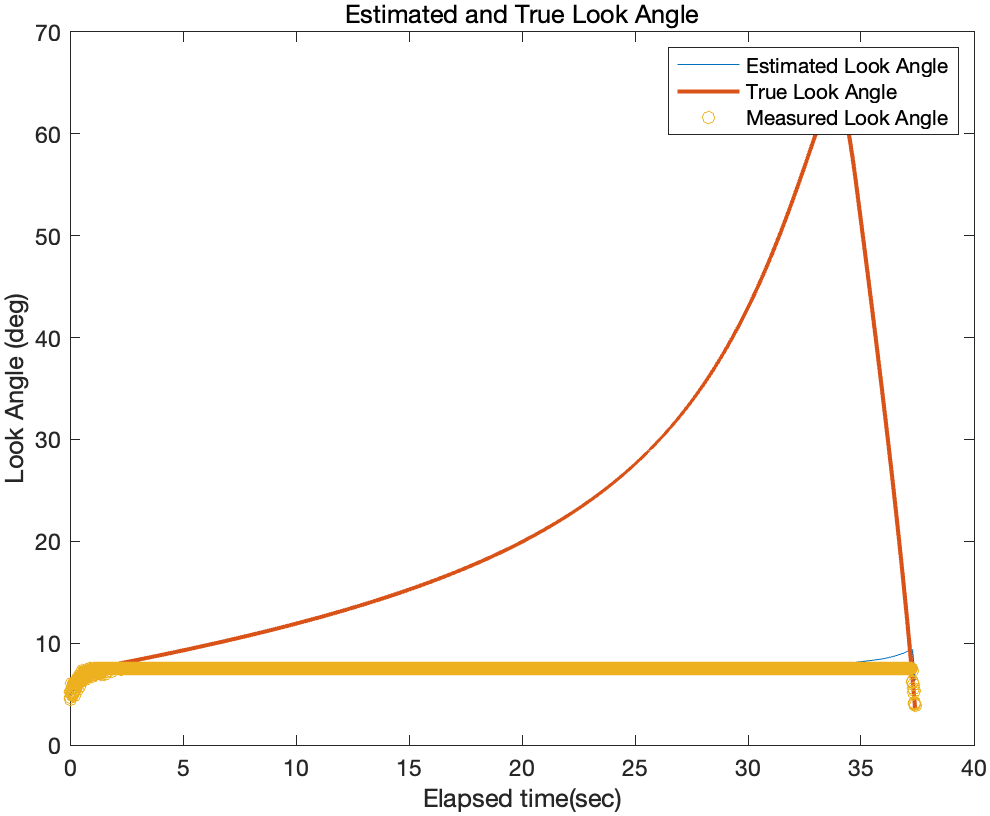 Estimated and True Look Angle
70
60
50
40
30
20
10
0
Look Angle (deg)
Estimated Look Angle
True Look Angle
Measured Look Angle
0 5 10 15 20 25 30 35 40
Elapsed time(sec)